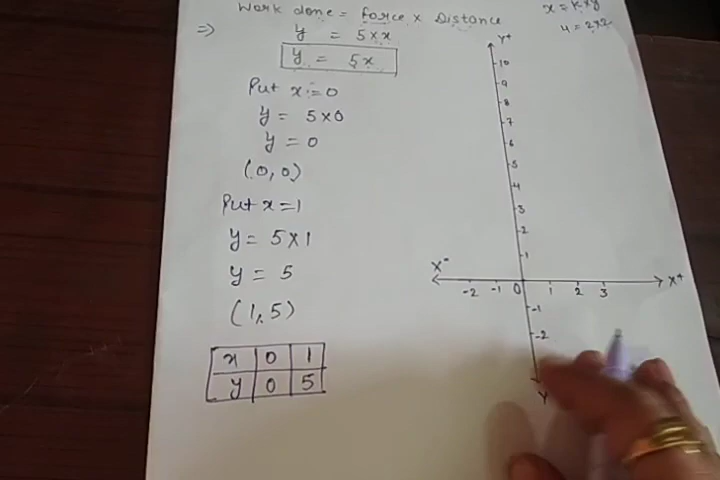 Work done = force × Distance
⇒ y = 5 × x
y = 5x
Put x = 0
y = 5×0
y = 0
(0, 0)
Put x = 1
y = 5×1
y = 5
(1, 5)
x 0 1
y 0 5
4 = 2×2
Y+
10
9
8
7
6
5
4
3
2
1
X⁻ X+
-2 -1 0 1 2 3
-1
-2
Y